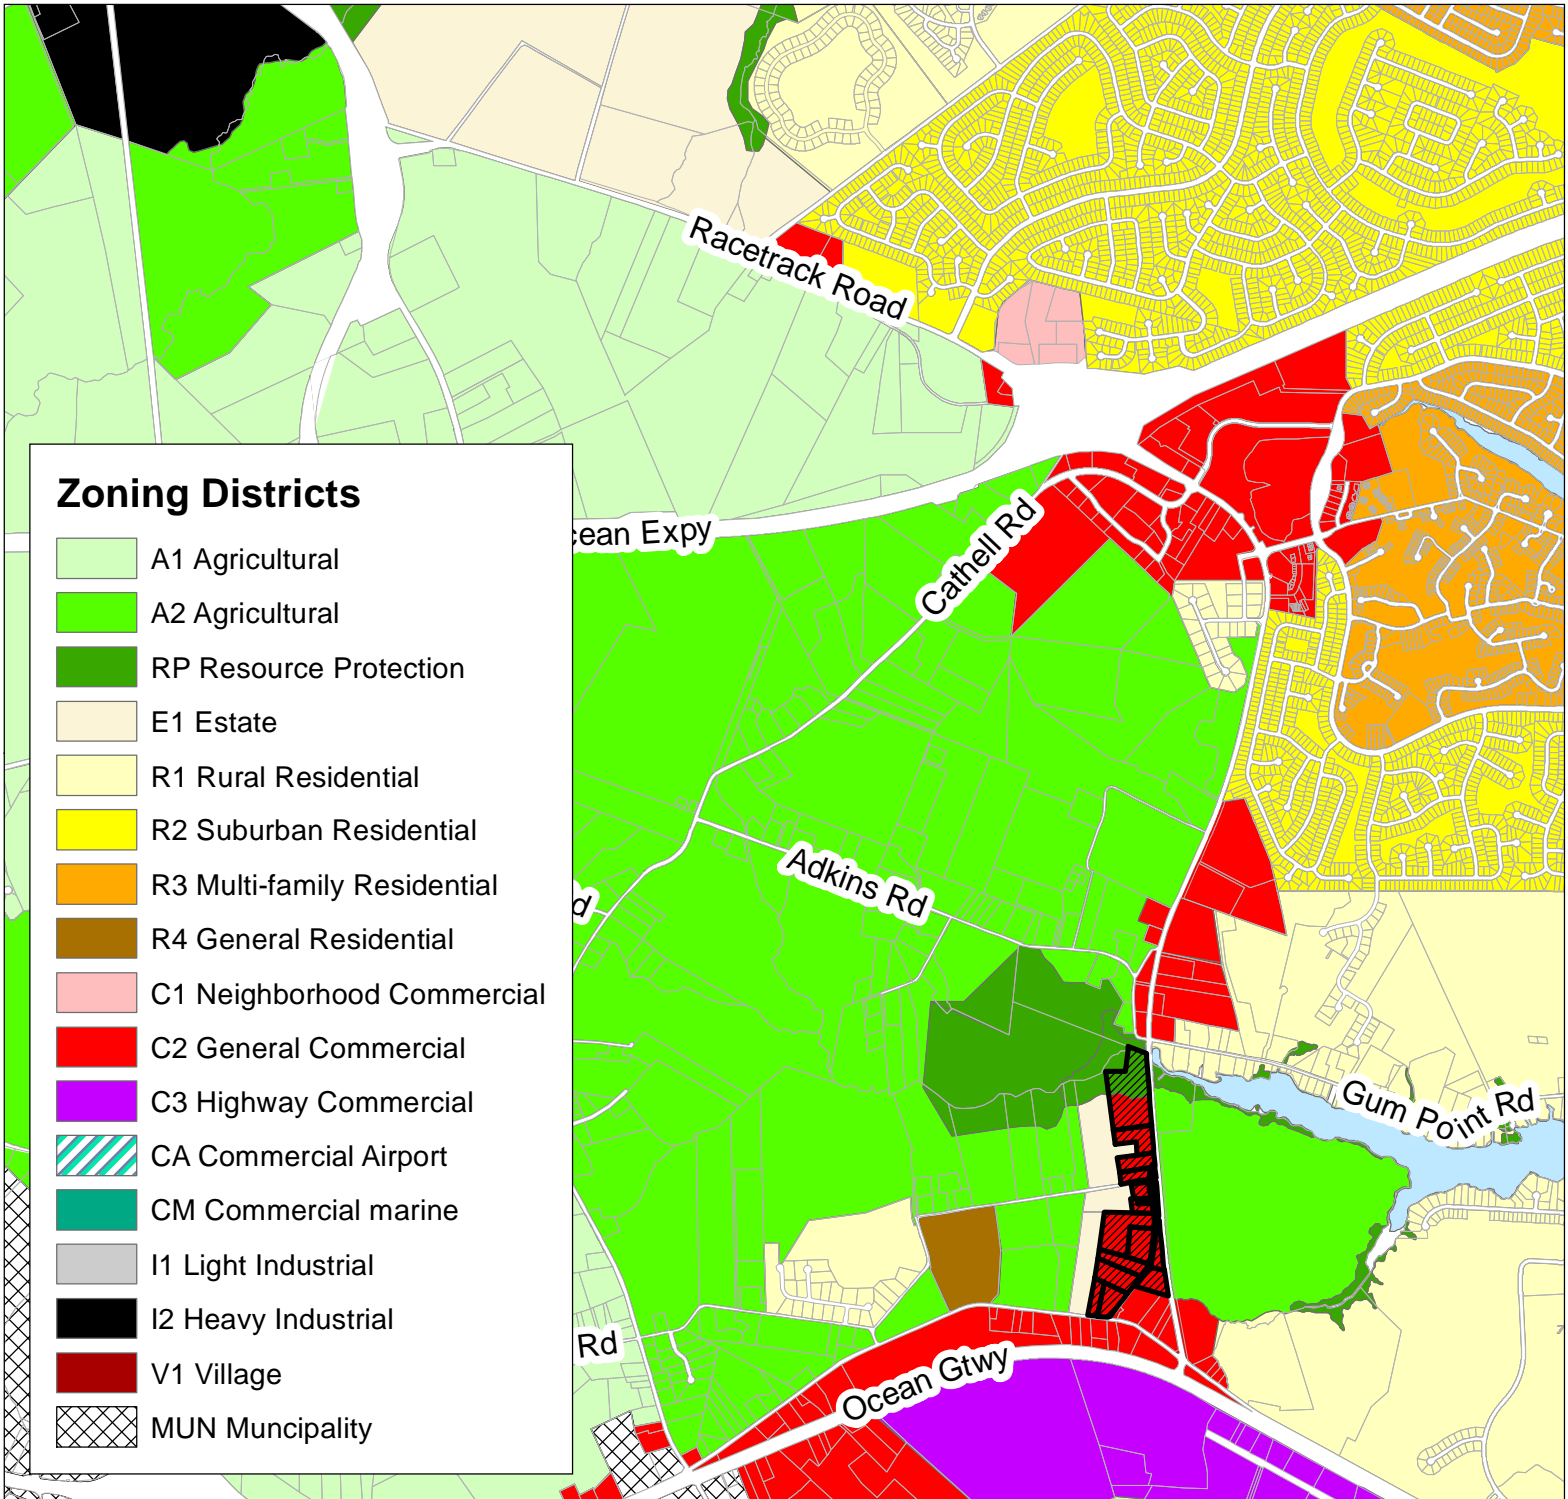 Racetrack Road
Zoning Districts
A1 Agricultural
A2 Agricultural
RP Resource Protection
E1 Estate
R1 Rural Residential
R2 Suburban Residential
R3 Multi-family Residential
R4 General Residential
C1 Neighborhood Commercial
C2 General Commercial
C3 Highway Commercial
CA Commercial Airport
CM Commercial marine
I1 Light Industrial
I2 Heavy Industrial
V1 Village
MUN Muncipality
cean Expy
Cathell Rd
Adkins Rd
d
Gum Point Rd
Rd
Ocean Gtwy